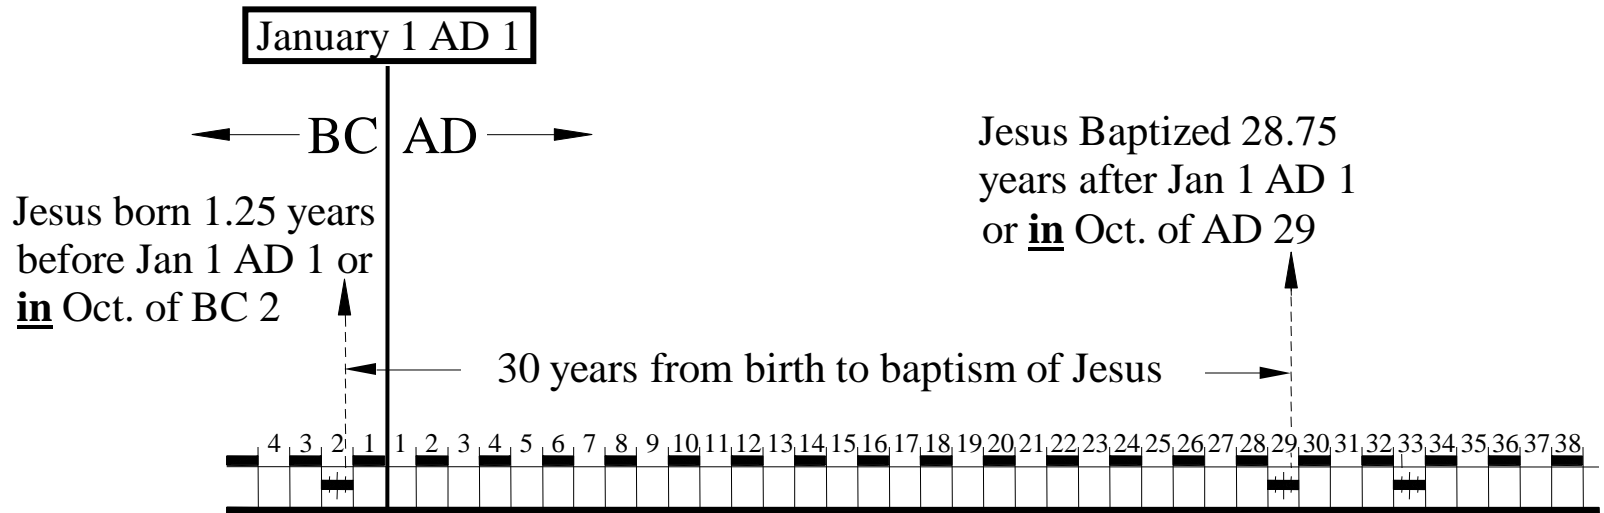 January 1 AD 1
BC AD
Jesus Baptized 28.75
years after Jan 1 AD 1
or in Oct. of AD 29
Jesus born 1.25 years
before Jan 1 AD 1 or
in Oct. of BC 2
30 years from birth to baptism of Jesus
4 3 2 1 1 2 3 4 5 6 7 8 9 10 11 12 13 14 15 16 17 18 19 20 21 22 23 24 25 26 27 28 29 30 31 32 33 34 35 36 37 38